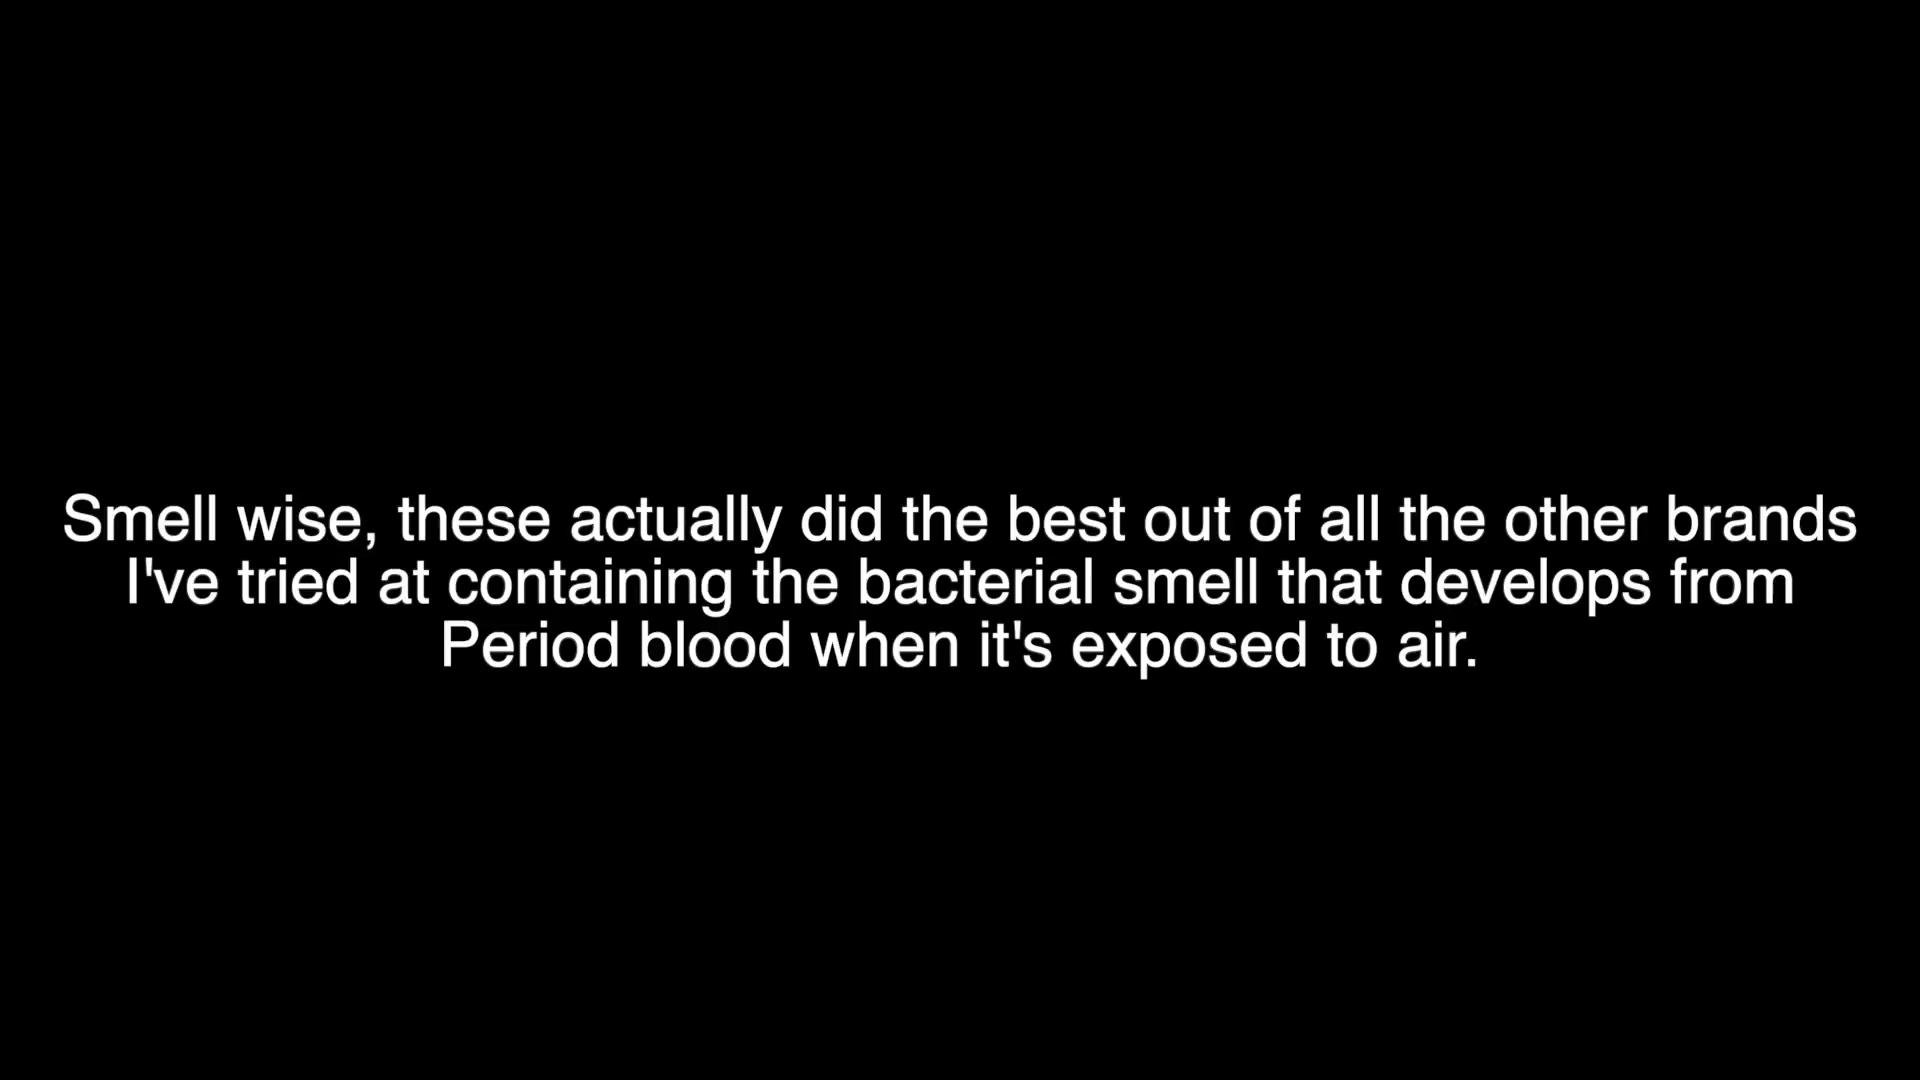 Smell wise, these actually did the best out of all the other brands
I've tried at containing the bacterial smell that develops from
Period blood when it's exposed to air.